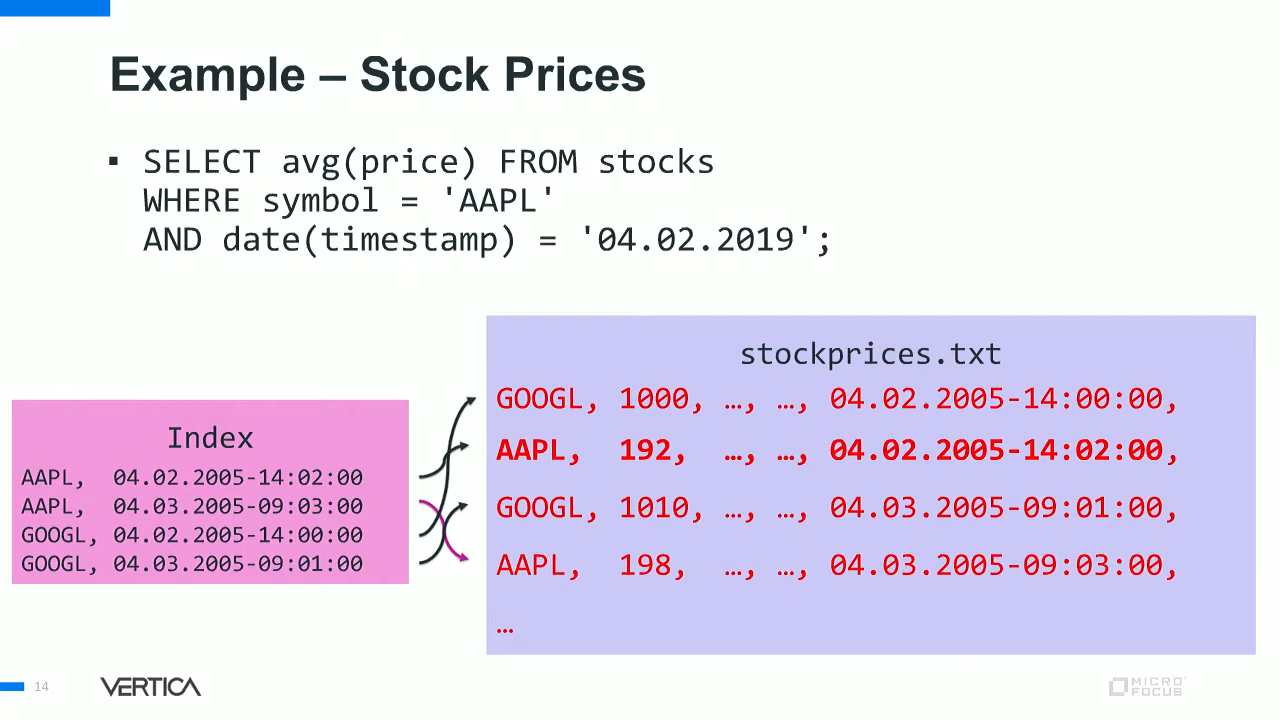 Example – Stock Prices
▪ SELECT avg(price) FROM stocks
WHERE symbol = 'AAPL'
AND date(timestamp) = '04.02.2019';
Index
AAPL, 04.02.2005-14:02:00
AAPL, 04.03.2005-09:03:00
GOOGL, 04.02.2005-14:00:00
GOOGL, 04.03.2005-09:01:00
stockprices.txt
GOOGL, 1000, …, …, 04.02.2005-14:00:00,
AAPL, 192, …, …, 04.02.2005-14:02:00,
GOOGL, 1010, …, …, 04.03.2005-09:01:00,
AAPL, 198, …, …, 04.03.2005-09:03:00,
…
14
VERTICA
MICRO
FOCUS